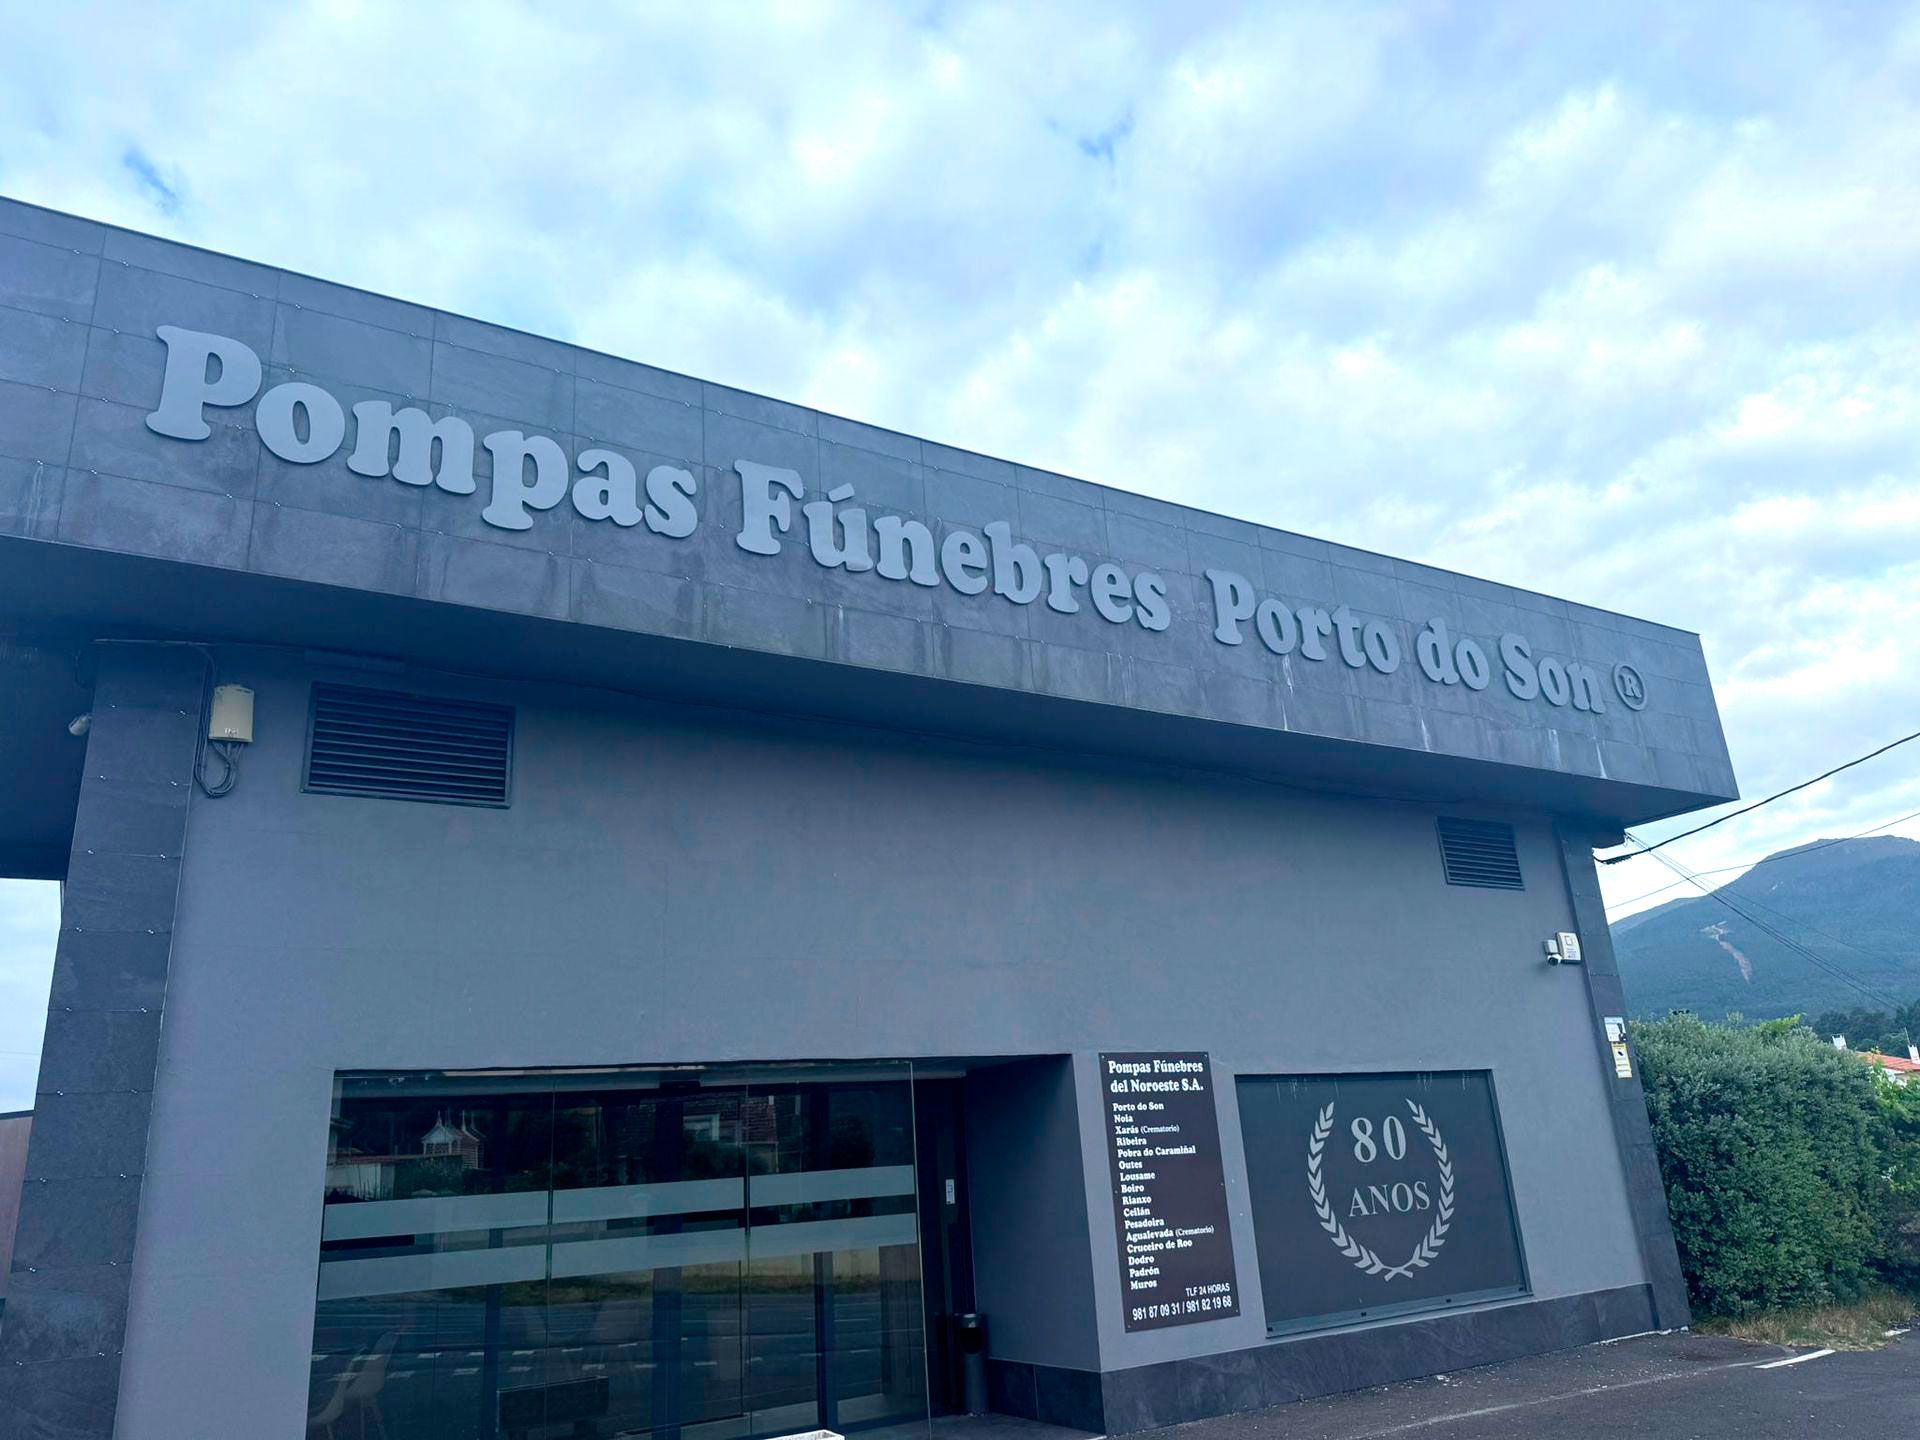 Pompas Fúnebres Porto do Son ®
Pompas Fúnebres
del Noroeste S.A.
Porto do Son
Noia
Xarás (Crematorio)
Ribeira
Pobra do Caramiñal
Outes
Lousame
Boiro
Rianxo
Ceilán
Pesadoira
Agualevada (Crematorio)
Cruceiro de Roo
Dodro
Padrón
Muros
TLF 24 HORAS
981 87 09 31 / 981 82 19 68
80
ANOS